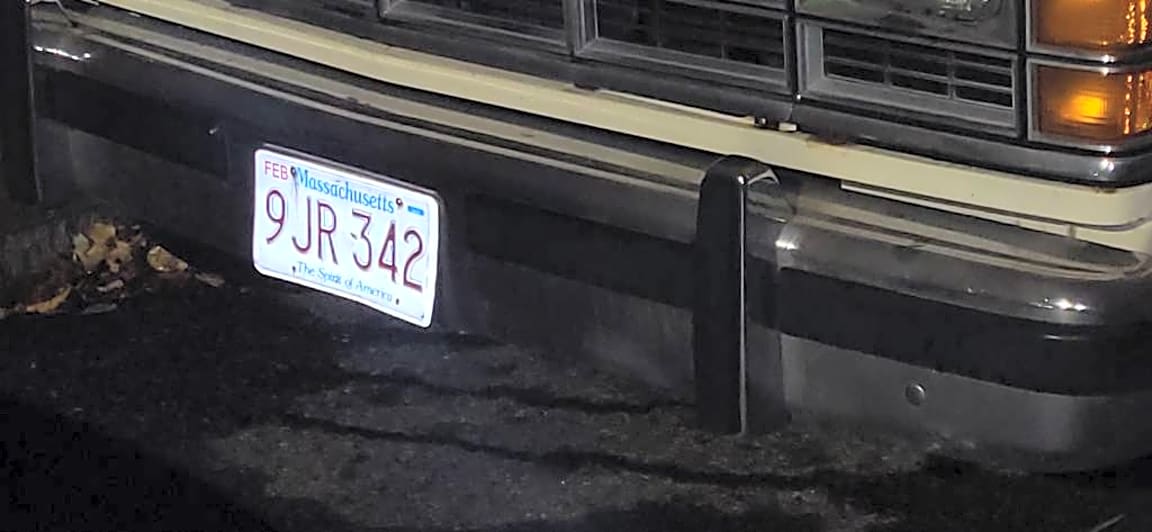 FEB Massachusetts
9JR 342
The Spirit of America